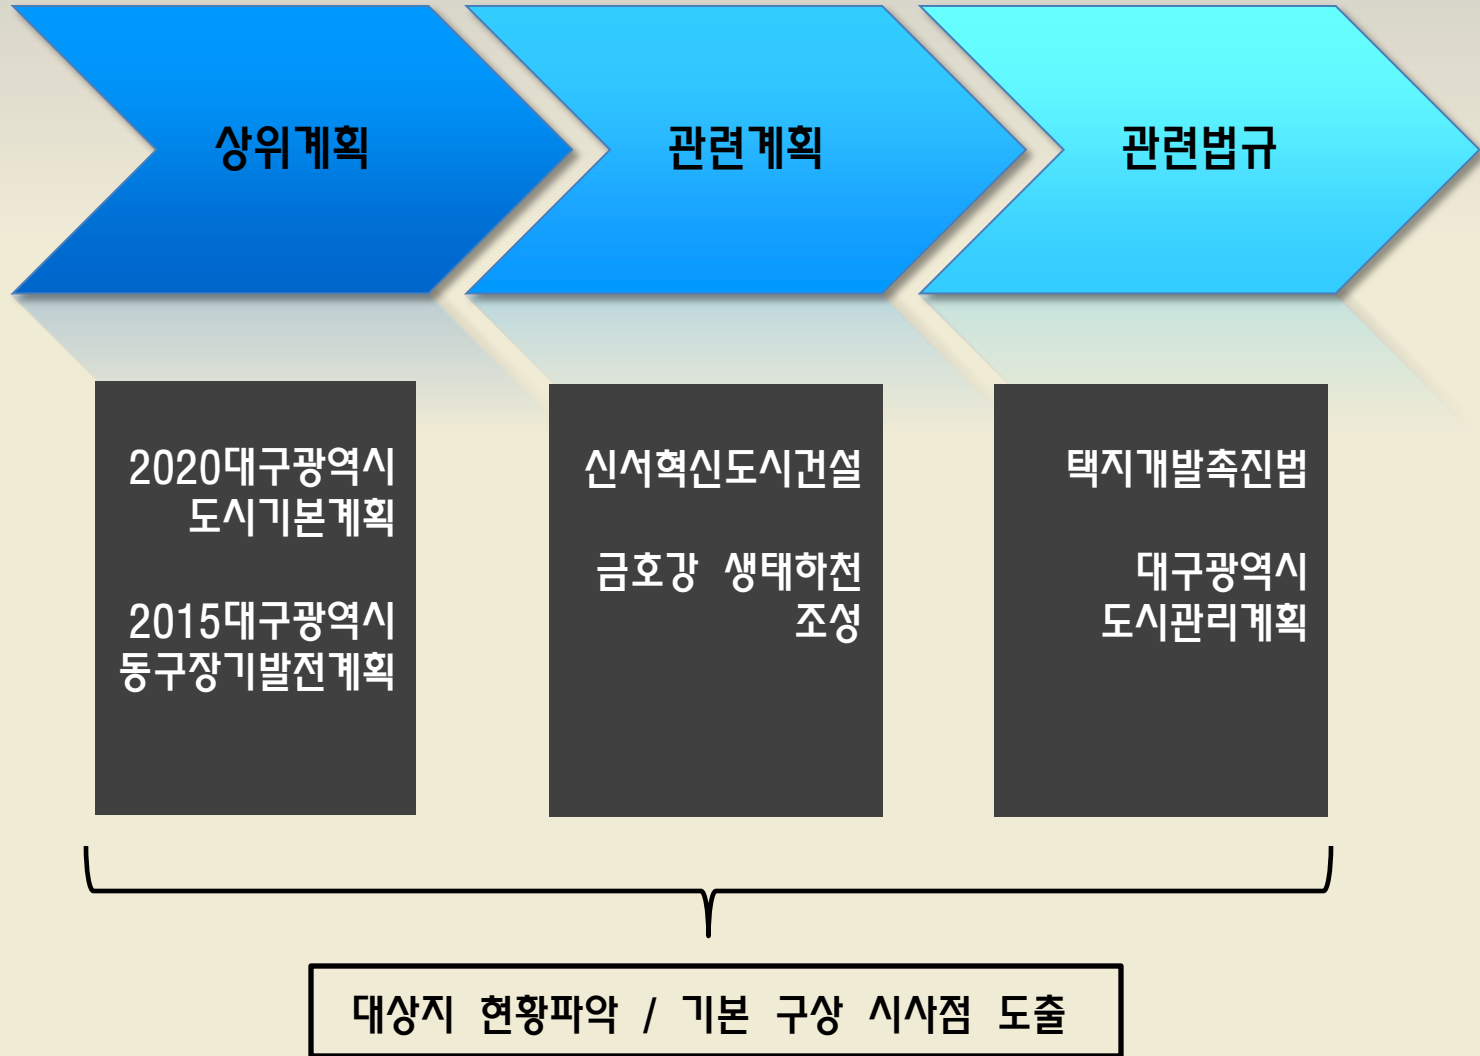 상위계획
관련계획
관련법규
2020대구광역시
도시기본계획
2015대구광역시
동구장기발전계획
신서혁신도시건설
금호강 생태하천
조성
택지개발촉진법
대구광역시
도시관리계획
대상지 현황파악 / 기본 구상 시사점 도출